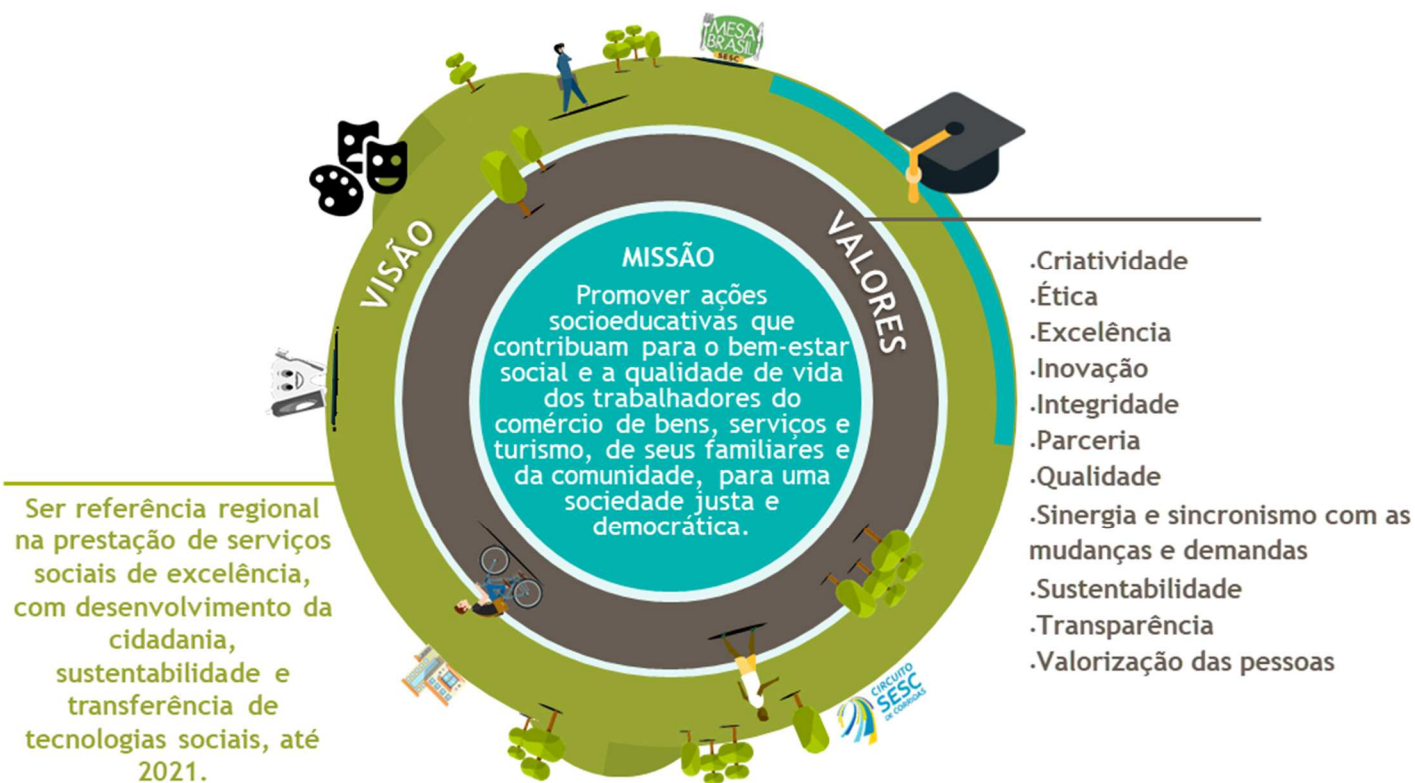 MESA
BRASIL
SESC
VISÃO
VALORES
MISSÃO
Promover ações
socioeducativas que
contribuam para o bem-estar
social e a qualidade de vida
dos trabalhadores do
comércio de bens, serviços e
turismo, de seus familiares e
da comunidade, para uma
sociedade justa e
democrática.
.Criatividade
.Ética
.Excelência
.Inovação
.Integridade
.Parceria
.Qualidade
.Sinergia e sincronismo com as
mudanças e demandas
.Sustentabilidade
.Transparência
.Valorização das pessoas
Ser referência regional
na prestação de serviços
sociais de excelência,
com desenvolvimento da
cidadania,
sustentabilidade e
transferência de
tecnologias sociais, até
2021.
CIRCUITO
SESC
DE CORRIDAS